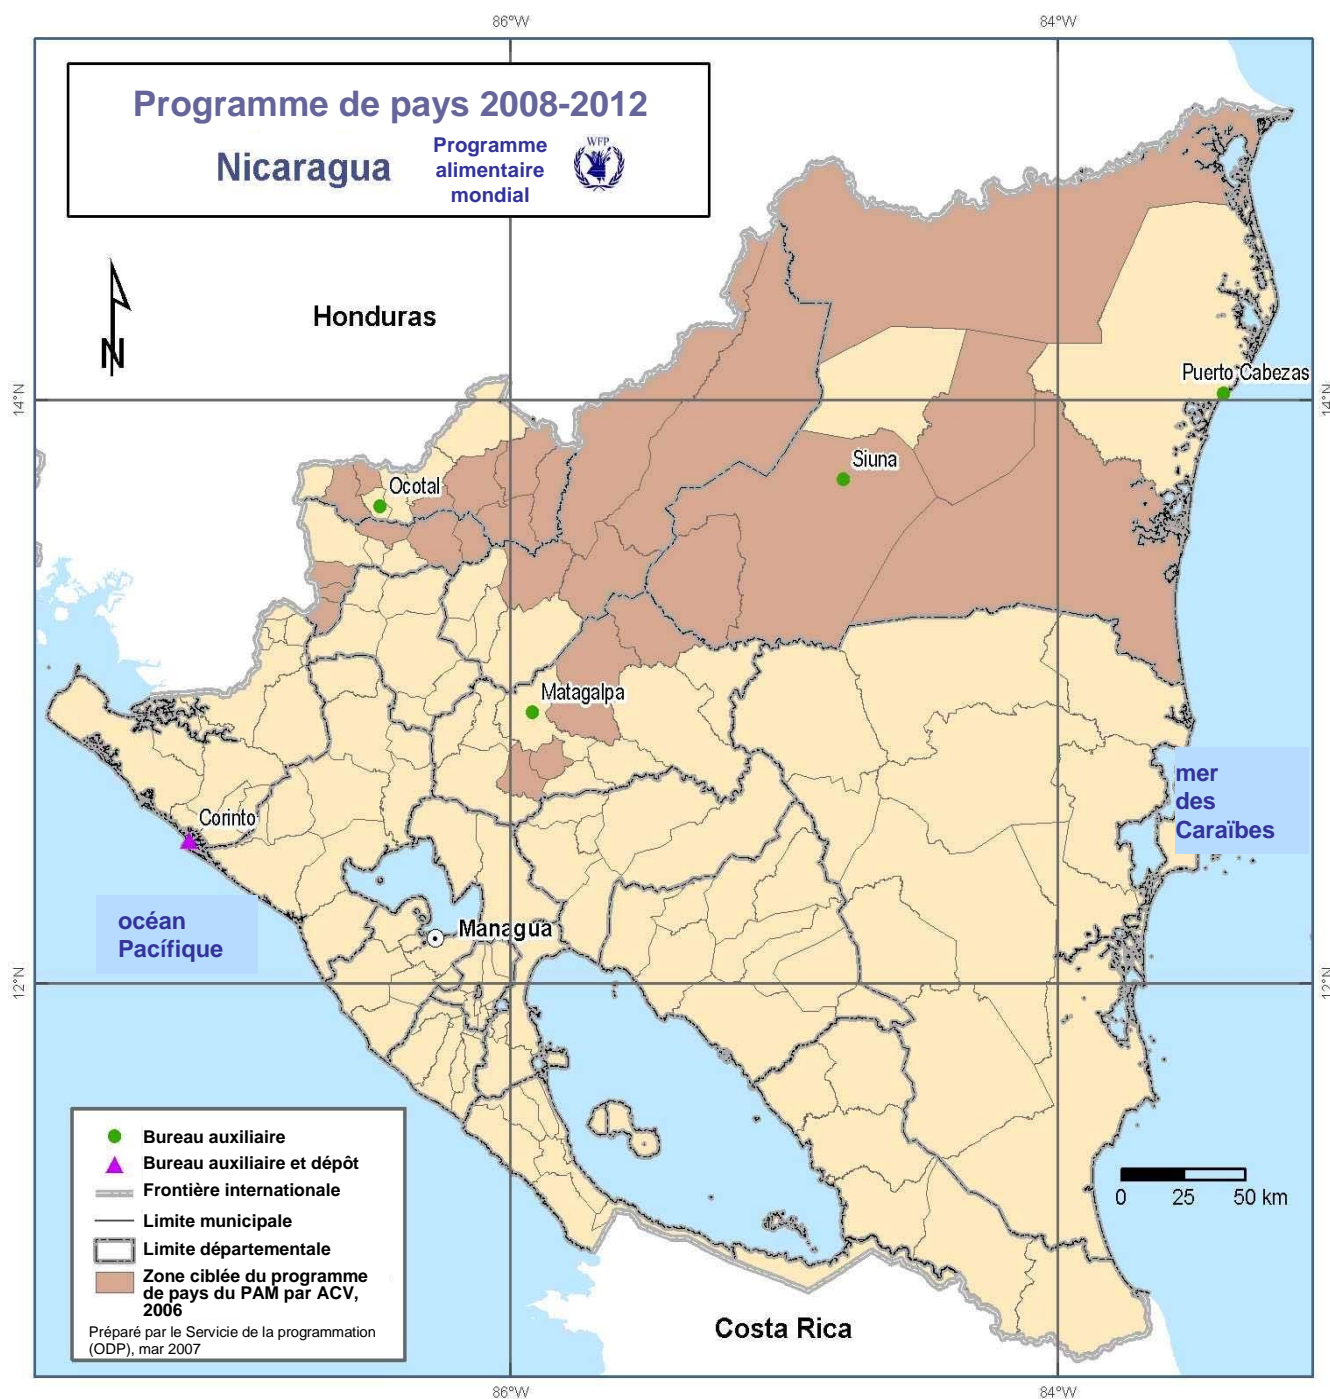 86°W
84°W
Programme de pays 2008-2012
Nicaragua
Programme
alimentaire
mondial
WFP
N
Honduras
14°N
14°N
Puerto Cabezas
Siuna
Ocotal
Matagalpa
Corinto
mer
des
Caraïbes
océan
Pacífique
Managua
12°N
12°N
Bureau auxiliaire
Bureau auxiliaire et dépôt
Frontière internationale
Limite municipale
Limite départementale
Zone ciblée du programme
de pays du PAM par ACV,
2006
Préparé par le Servicie de la programmation
(ODP), mar 2007
0 25 50 km
Costa Rica
86°W
84°W